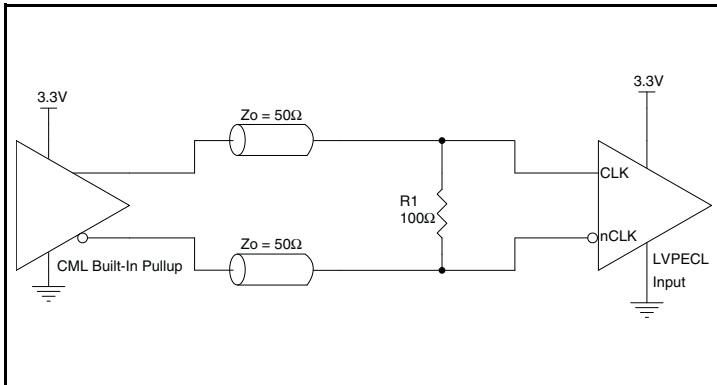 3.3V
Zo = 50Ω
3.3V
CLK
R1
100Ω
nCLK
CML Built-In Pullup
Zo = 50Ω
LVPECL
Input